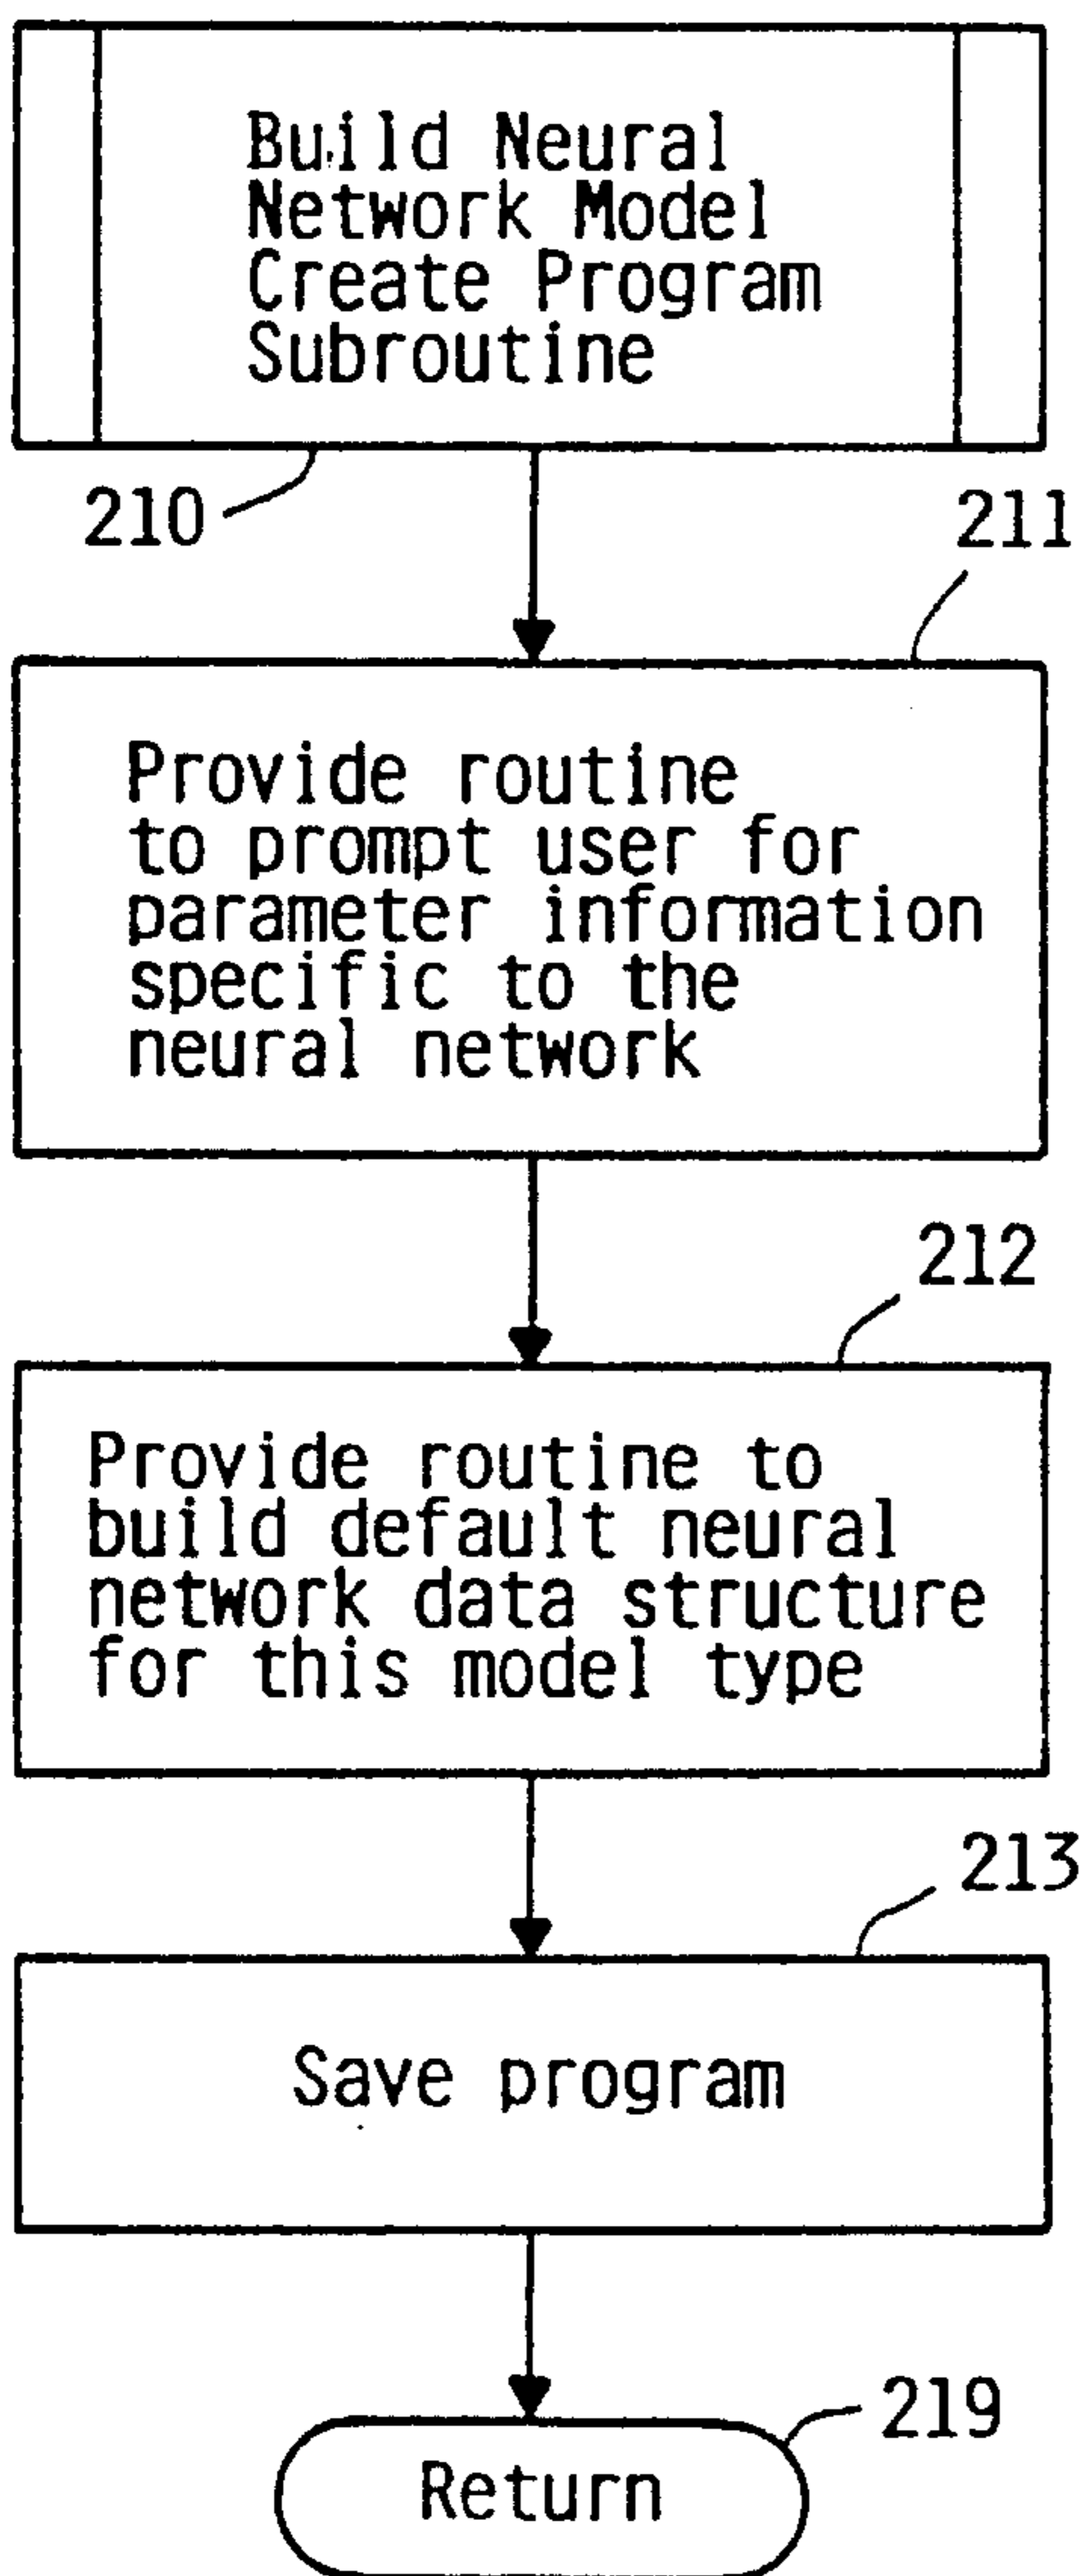 Build Neural
Network Model
Create Program
Subroutine
210
211
Provide routine
to prompt user for
parameter information
specific to the
neural network
212
Provide routine to
build default neural
network data structure
for this model type
213
Save program
219
Return